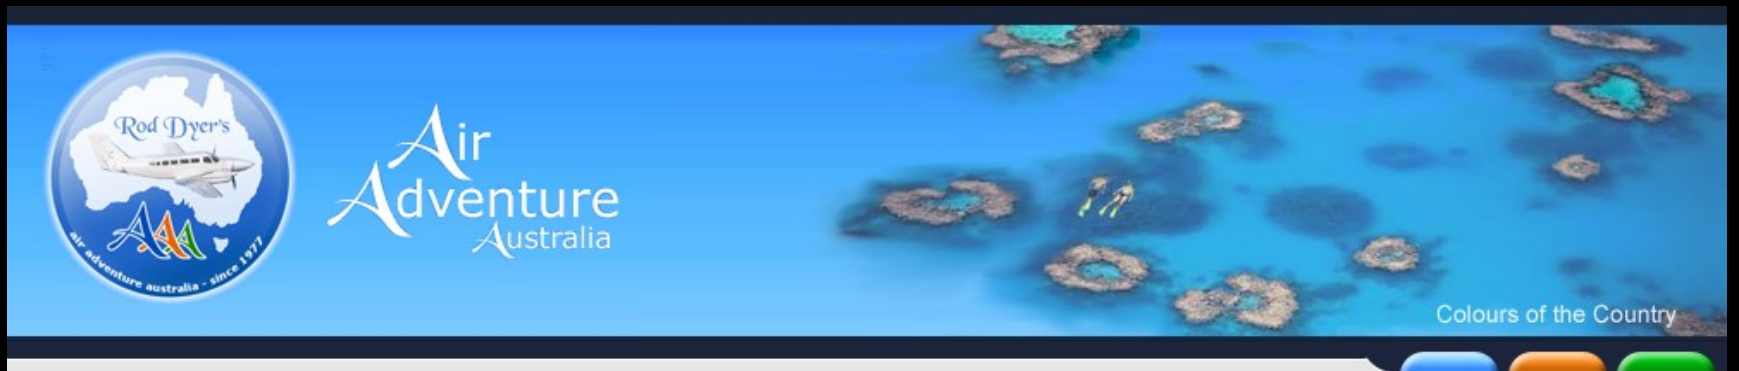 Rod Dyer's
AAA
air adventure australia - since 1977
Air
Adventure
Australia
Colours of the Country